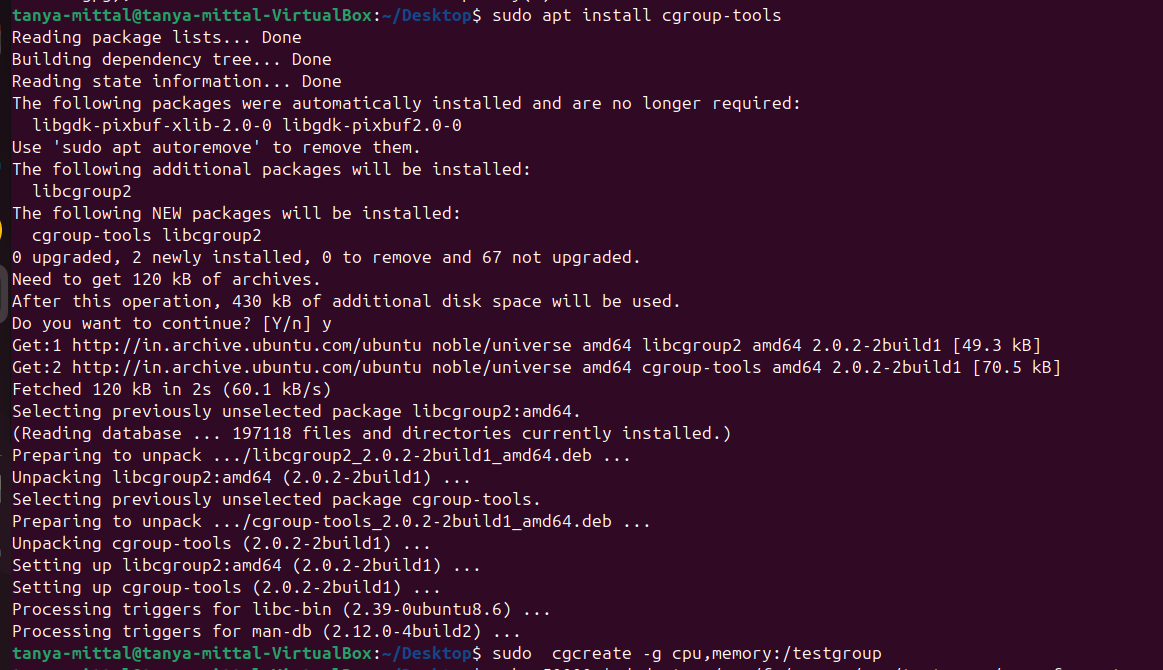 tanya-mittal@tanya-mittal-VirtualBox:~/Desktop$ sudo apt install cgroup-tools
Reading package lists... Done
Building dependency tree... Done
Reading state information... Done
The following packages were automatically installed and are no longer required:
  libgdk-pixbuf-xlib-2.0-0 libgdk-pixbuf2.0-0
Use 'sudo apt autoremove' to remove them.
The following additional packages will be installed:
  libcgroup2
The following NEW packages will be installed:
  cgroup-tools libcgroup2
0 upgraded, 2 newly installed, 0 to remove and 67 not upgraded.
Need to get 120 kB of archives.
After this operation, 430 kB of additional disk space will be used.
Do you want to continue? [Y/n] y
Get:1 http://in.archive.ubuntu.com/ubuntu noble/universe amd64 libcgroup2 amd64 2.0.2-2build1 [49.3 kB]
Get:2 http://in.archive.ubuntu.com/ubuntu noble/universe amd64 cgroup-tools amd64 2.0.2-2build1 [70.5 kB]
Fetched 120 kB in 2s (60.1 kB/s)
Selecting previously unselected package libcgroup2:amd64.
(Reading database ... 197118 files and directories currently installed.)
Preparing to unpack .../libcgroup2_2.0.2-2build1_amd64.deb ...
Unpacking libcgroup2:amd64 (2.0.2-2build1) ...
Selecting previously unselected package cgroup-tools.
Preparing to unpack .../cgroup-tools_2.0.2-2build1_amd64.deb ...
Unpacking cgroup-tools (2.0.2-2build1) ...
Setting up libcgroup2:amd64 (2.0.2-2build1) ...
Setting up cgroup-tools (2.0.2-2build1) ...
Processing triggers for libc-bin (2.39-0ubuntu8.6) ...
Processing triggers for man-db (2.12.0-4build2) ...
tanya-mittal@tanya-mittal-VirtualBox:~/Desktop$ sudo  cgcreate -g cpu,memory:/testgroup